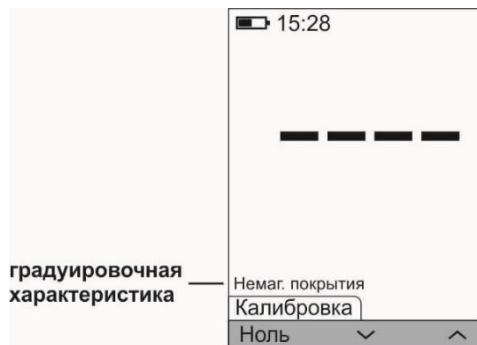 15:28
– – – –
градуировочная
характеристика
Немаг. покрытия
Калибровка
Ноль